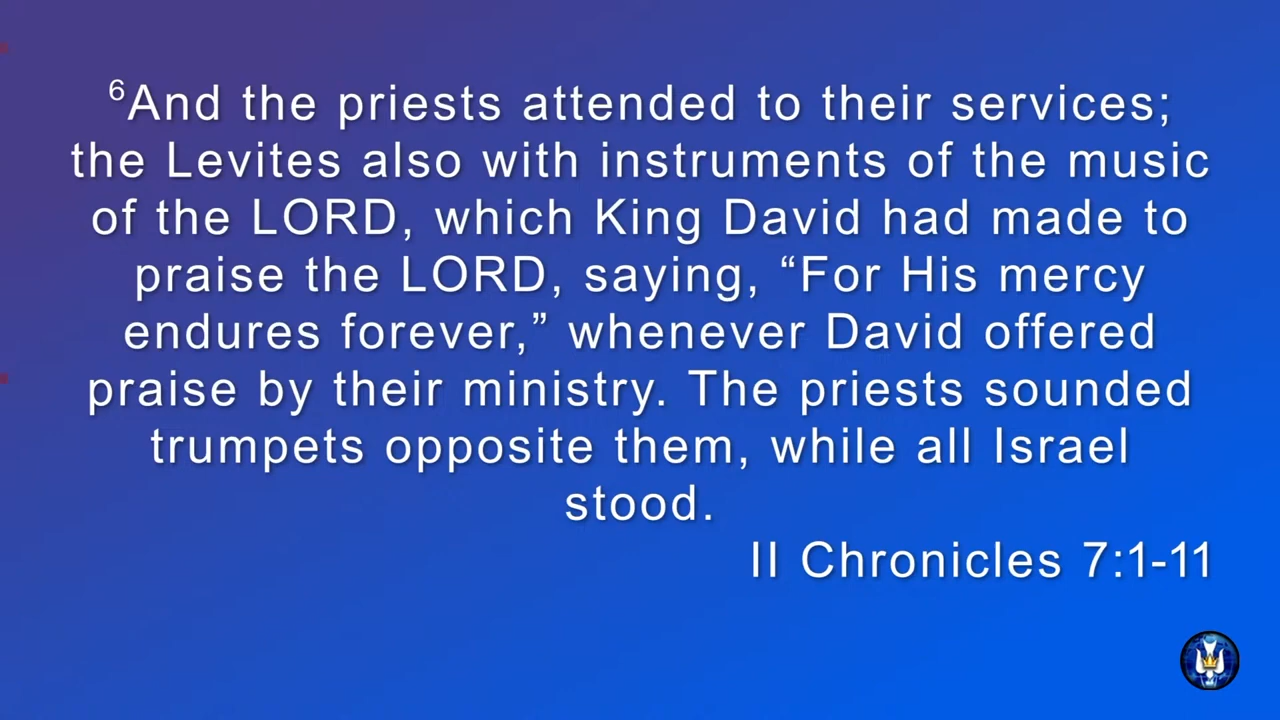 ⁶And the priests attended to their services;
the Levites also with instruments of the music
of the LORD, which King David had made to
praise the LORD, saying, “For His mercy
endures forever,” whenever David offered
praise by their ministry. The priests sounded
trumpets opposite them, while all Israel
stood.
II Chronicles 7:1-11